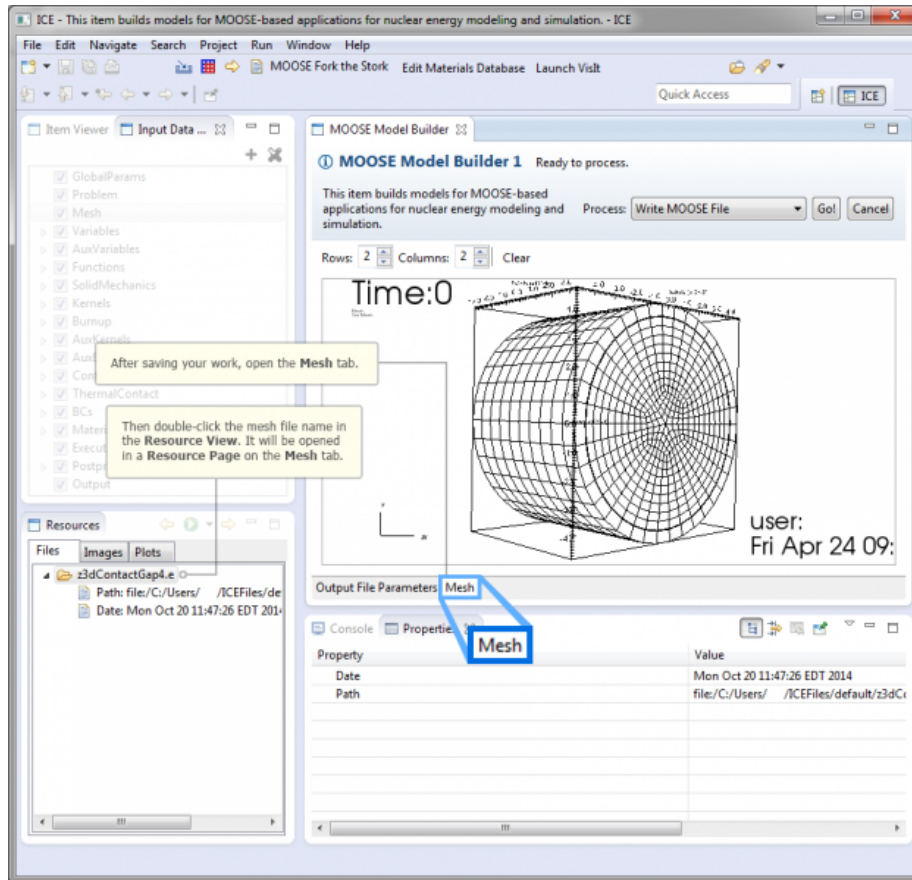 ICE - This item builds models for MOOSE-based applications for nuclear energy modeling and simulation. - ICE
File Edit Navigate Search Project Run Window Help
MOOSE Fork the Stork Edit Materials Database Launch VisIt
Quick Access
ICE
Item Viewer Input Data ...
GlobalParams
Problem
Mesh
Variables
AuxVariables
Functions
SolidMechanics
Kernels
Burnup
AuxKernels
ThermalContact
BCs
Output
After saving your work, open the Mesh tab.
Then double-click the mesh file name in
the Resource View. It will be opened
in a Resource Page on the Mesh tab.
MOOSE Model Builder
MOOSE Model Builder 1 Ready to process.
This item builds models for MOOSE-based
applications for nuclear energy modeling and
simulation.
Process: Write MOOSE File Go! Cancel
Rows: 2 Columns: 2 Clear
Time:0
user:
Fri Apr 24 09:
Output File Parameters Mesh
Mesh
Resources
Files Images Plots
z3dContactGap4.e
Path: file:/C:/Users/ /ICEFiles/de
Date: Mon Oct 20 11:47:26 EDT 201
Console Propertie
Property Value
Date Mon Oct 20 11:47:26 EDT 2014
Path file:/C:/Users/ /ICEFiles/default/z3dC